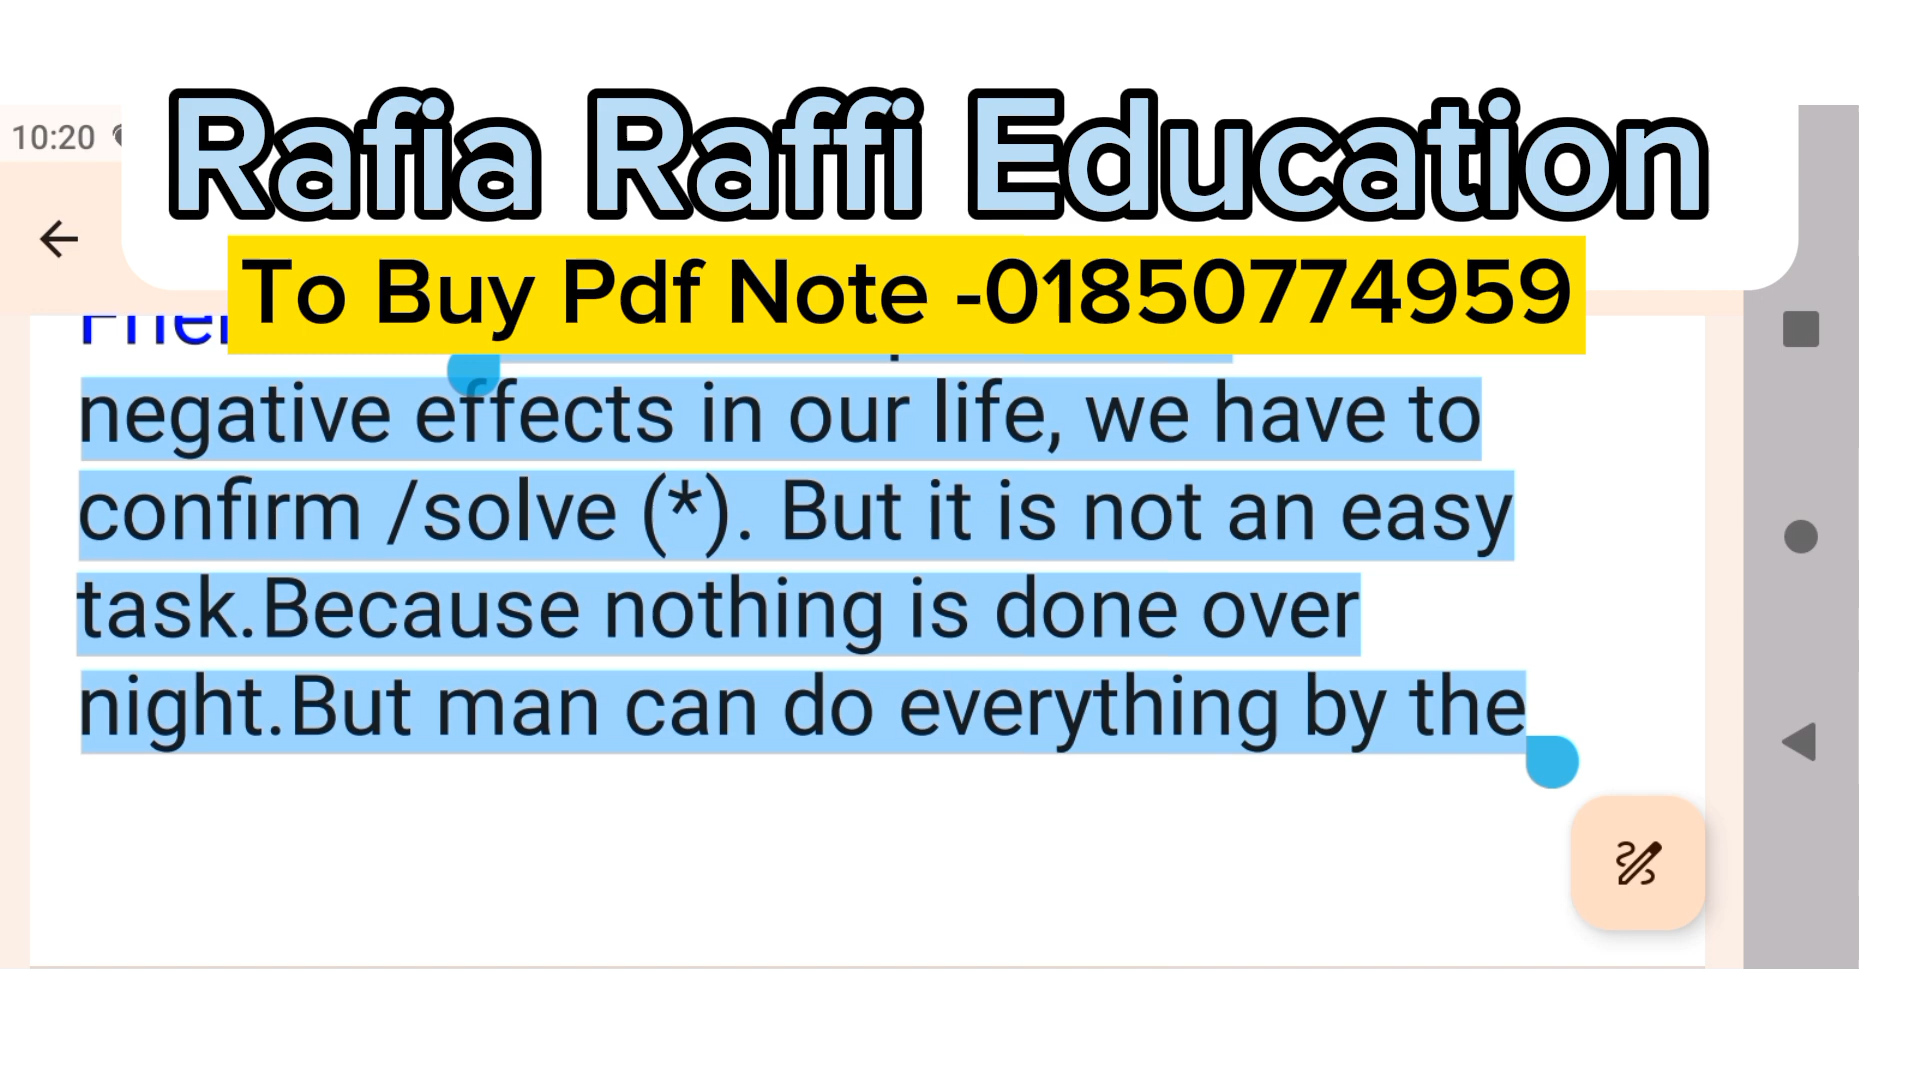 Rafia Raffi Education
10:20
To Buy Pdf Note -01850774959
negative effects in our life, we have to
confirm /solve (*). But it is not an easy
task.Because nothing is done over
night.But man can do everything by the